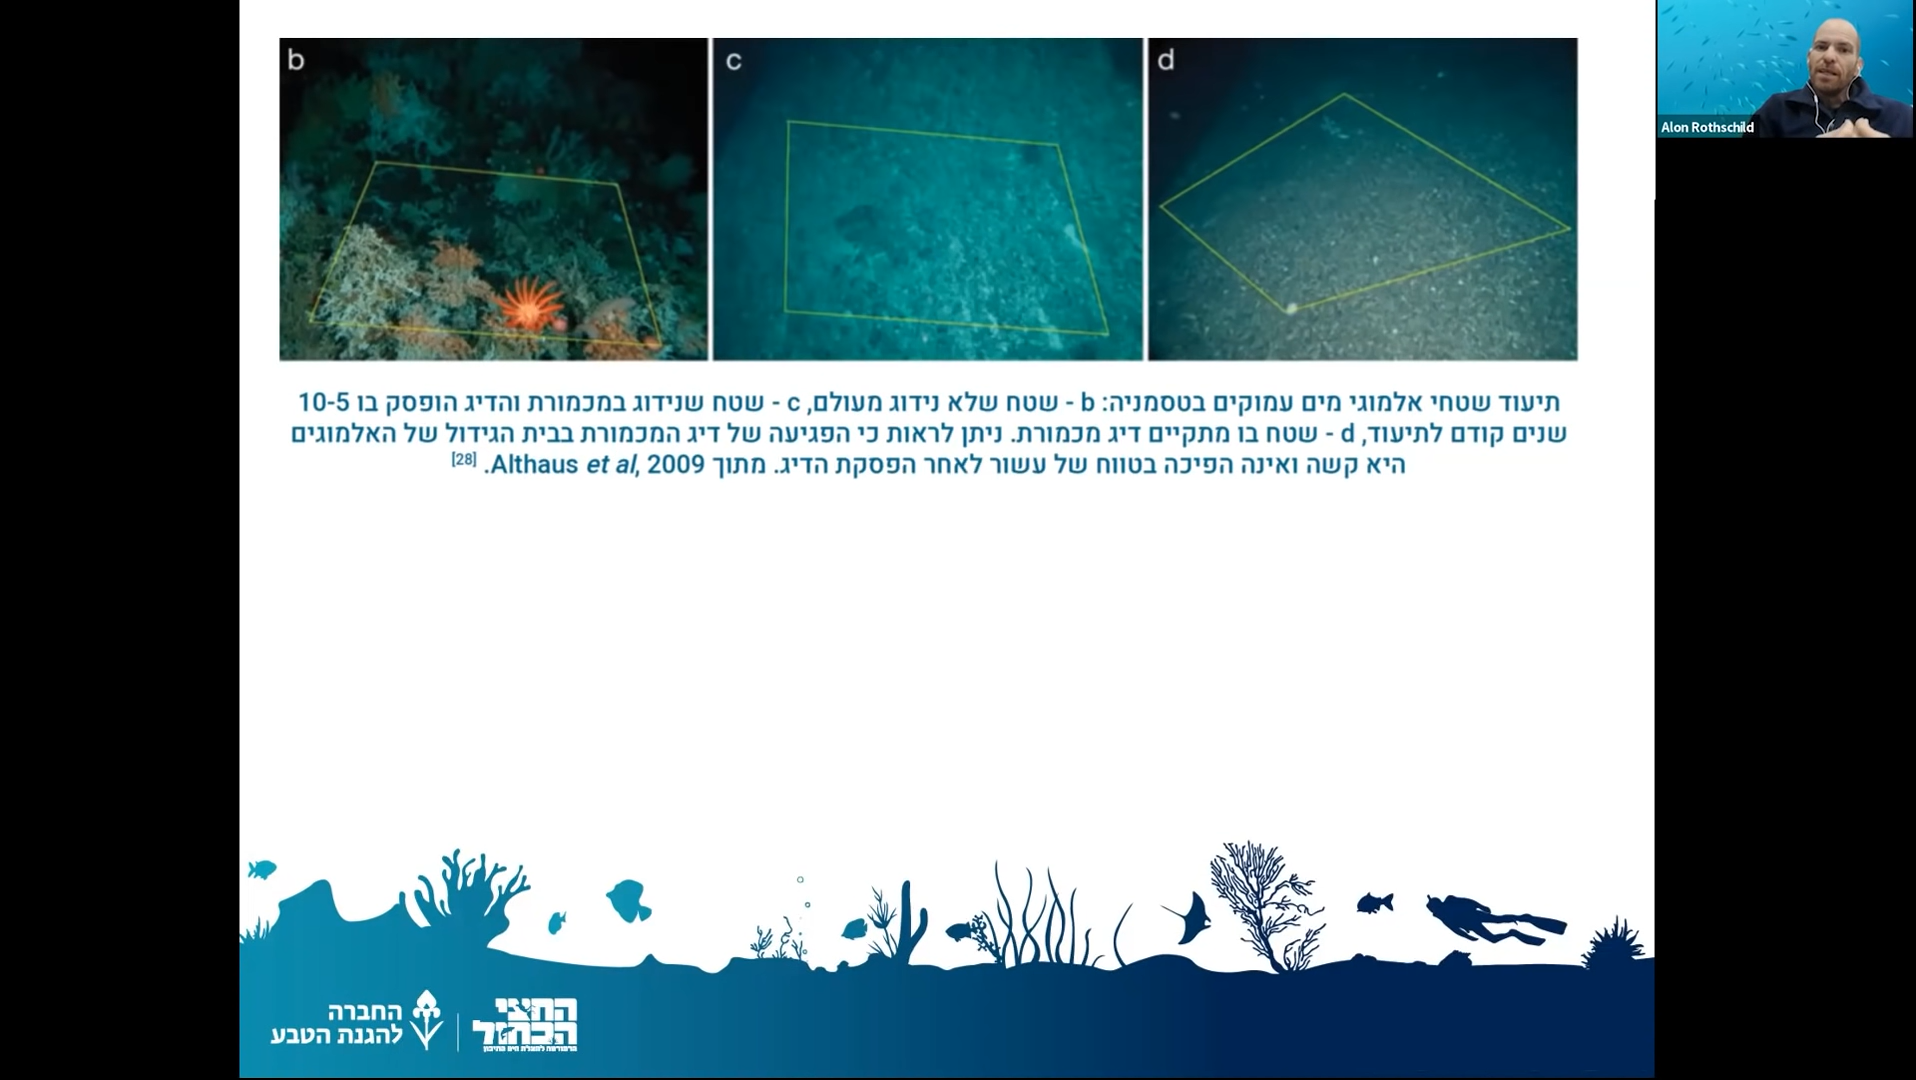 b
c
d
Alon Rothschild
תיעוד שטחי אלמוגי מים עמוקים בטסמניה: b - שטח שלא נידוג מעולם, c - שטח שנידוג במכמורת והדיג הופסק בו 10-5
שנים קודם לתיעוד, d - שטח בו מתקיים דיג מכמורת. ניתן לראות כי הפגיעה של דיג המכמורת בבית הגידול של האלמוגים
היא קשה ואינה הפיכה בטווח של עשור לאחר הפסקת הדיג. מתוך Althaus et al, 2009. [28]
החברה
להגנת הטבע
החצי
הכחול